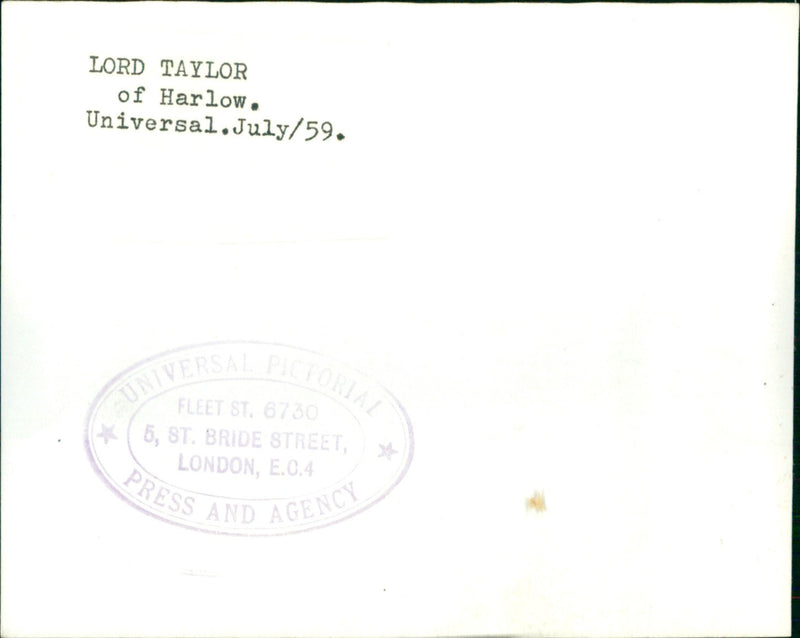 LORD TAYLOR
of Harlow.
Universal.July/59.
UNIVERSAL PICTORIAL
FLEET ST. 6730
5, ST. BRIDE STREET,
LONDON, E.C.4
PRESS AND AGENCY